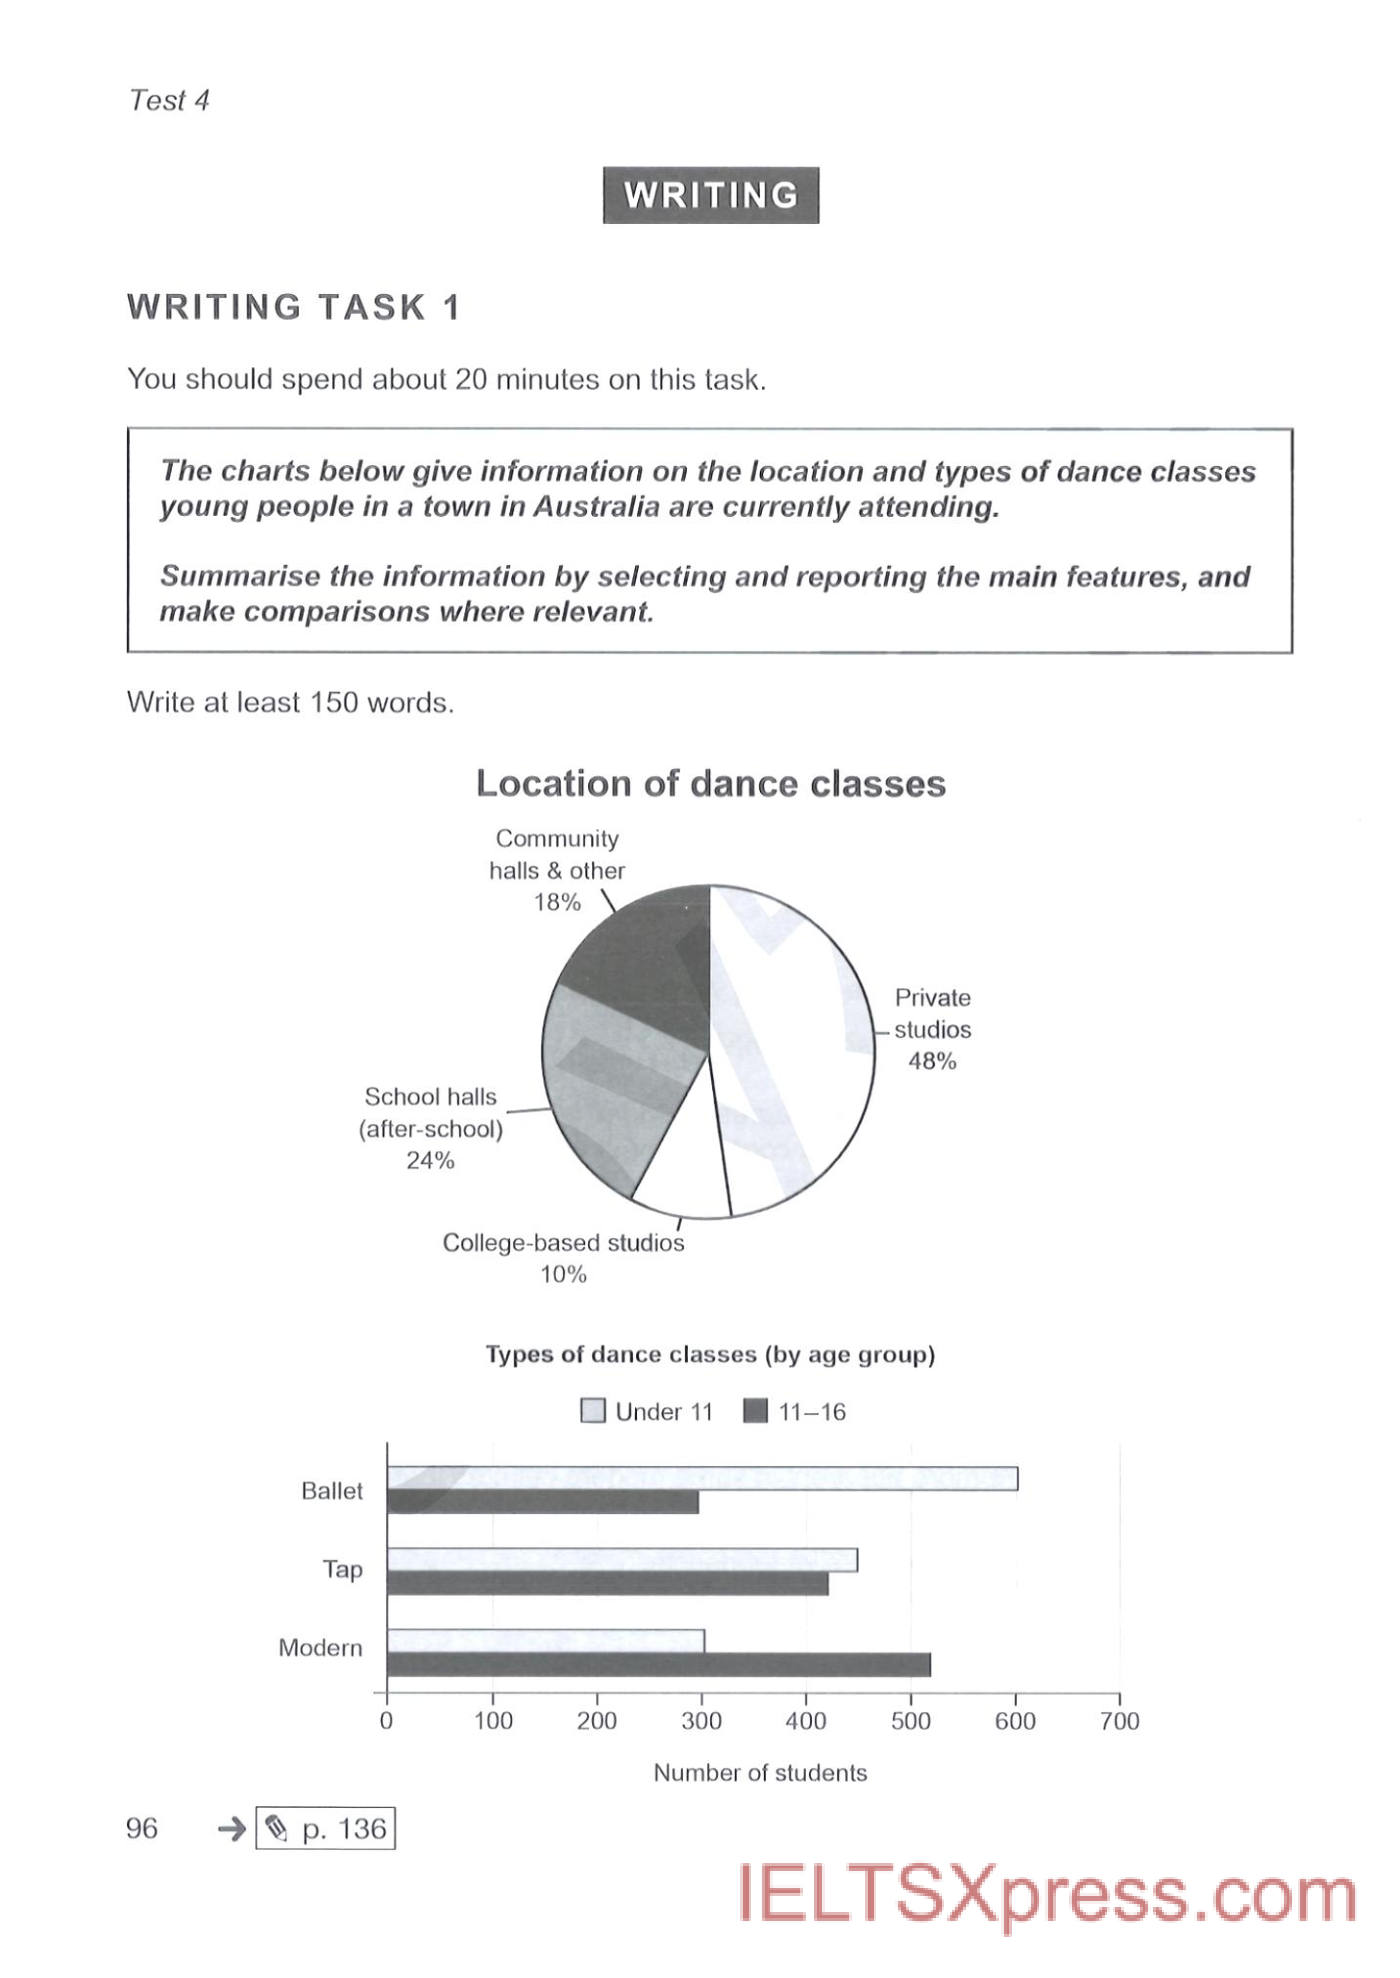 Test 4
WRITING
WRITING TASK 1
You should spend about 20 minutes on this task.
The charts below give information on the location and types of dance classes
young people in a town in Australia are currently attending.
Summarise the information by selecting and reporting the main features, and
make comparisons where relevant.
Write at least 150 words.
Location of dance classes
Community
halls & other
18%
Private
studios
48%
School halls
(after-school)
24%
College-based studios
10%
Types of dance classes (by age group)
Under 11 11–16
Ballet
Tap
Modern
0 100 200 300 400 500 600 700
Number of students
96 p. 136
IELTSXpress.com